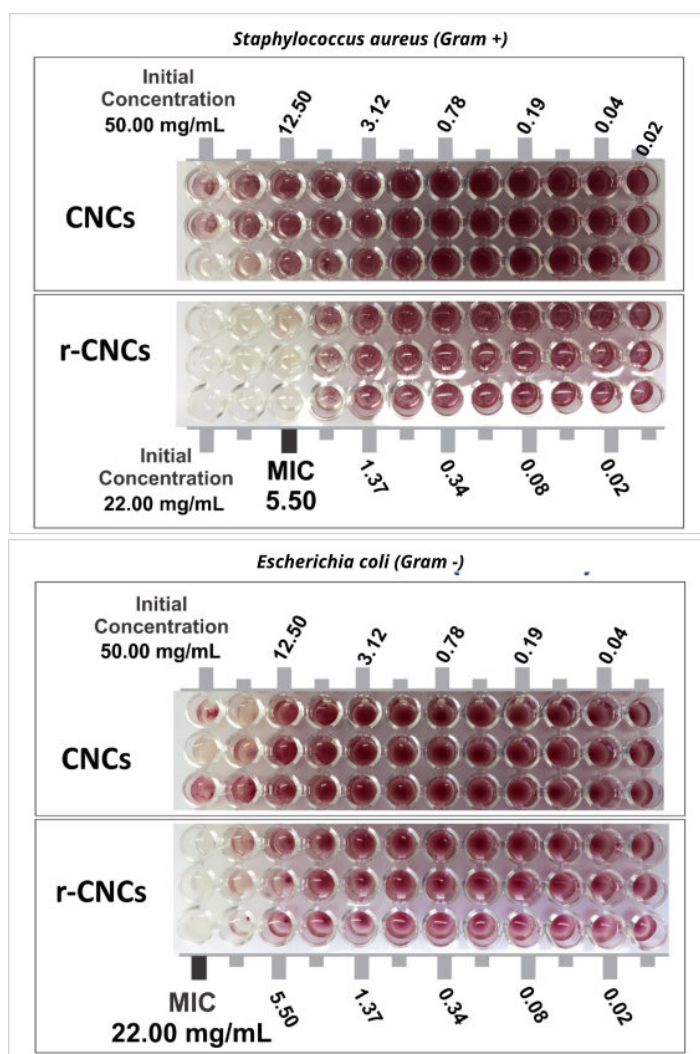 Staphylococcus aureus (Gram +)
Initial
Concentration
50.00 mg/mL
12.50
3.12
0.78
0.19
0.04
0.02
CNCs
r-CNCs
Initial
Concentration
22.00 mg/mL
MIC
5.50
1.37
0.34
0.08
0.02
Escherichia coli (Gram -)
Initial
Concentration
50.00 mg/mL
12.50
3.12
0.78
0.19
0.04
CNCs
r-CNCs
MIC
22.00 mg/mL
5.50
1.37
0.34
0.08
0.02